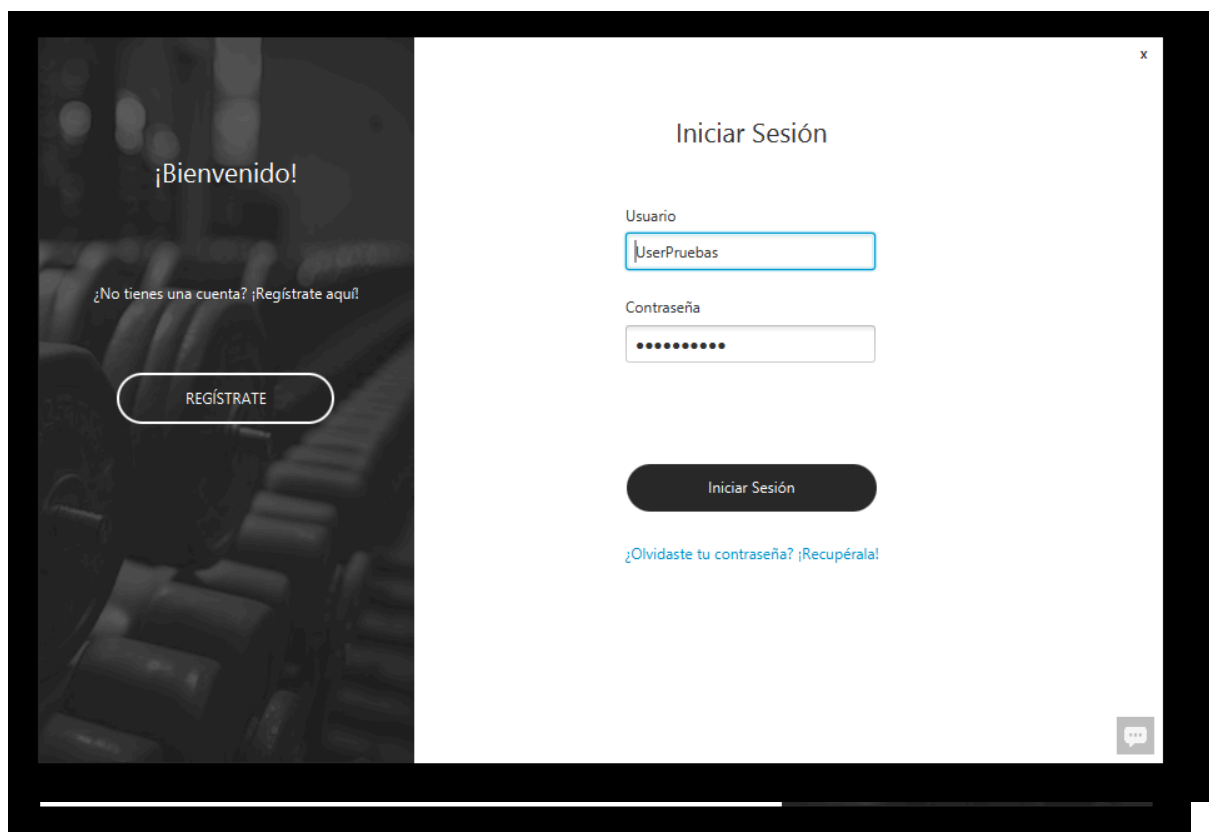 x
¡Bienvenido!
¿No tienes una cuenta? ¡Regístrate aquí!
REGÍSTRATE
Iniciar Sesión
Usuario
UserPruebas
Contraseña
••••••••••
Iniciar Sesión
¿Olvidaste tu contraseña? ¡Recupérala!